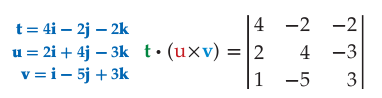 t = 4i − 2j − 2k
u = 2i + 4j − 3k
v = i − 5j + 3k
t · (u×v) = |4 −2 −2|
|2 4 −3|
|1 −5 3|